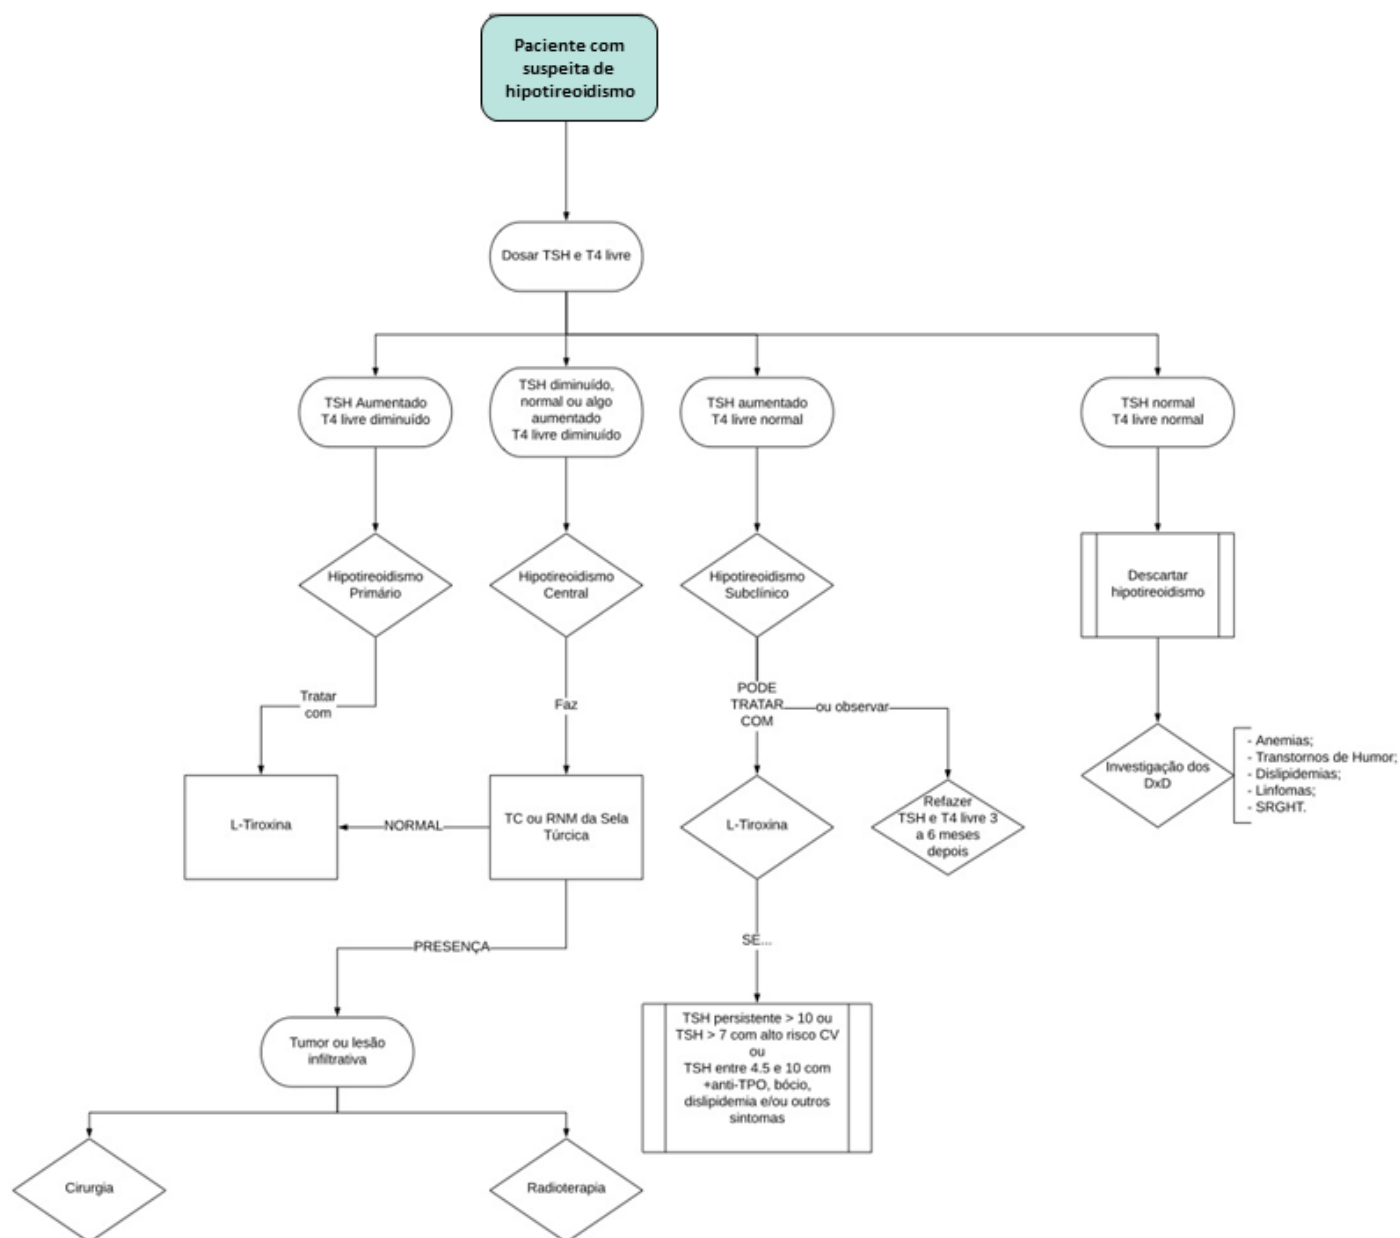 Paciente com
suspeita de
hipotireoidismo
Dosar TSH e T4 livre
TSH Aumentado
T4 livre diminuído
TSH diminuído,
normal ou algo
aumentado
T4 livre diminuído
TSH aumentado
T4 livre normal
TSH normal
T4 livre normal
Hipotireoidismo
Primário
Hipotireoidismo
Central
Hipotireoidismo
Subclínico
Descartar
hipotireoidismo
Tratar
com
Faz
PODE
TRATAR
COM
ou observar
L-Tiroxina
NORMAL
TC ou RNM da Sela
Túrcica
L-Tiroxina
Refazer
TSH e T4 livre 3
a 6 meses
depois
Investigação dos
DxD
- Anemias;
- Transtornos de Humor;
- Dislipidemias;
- Linfomas;
- SRGHT.
PRESENÇA
SE...
Tumor ou lesão
infiltrativa
TSH persistente > 10 ou
TSH > 7 com alto risco CV
ou
TSH entre 4.5 e 10 com
+anti-TPO, bócio,
dislipidemia e/ou outros
sintomas
Cirurgia
Radioterapia